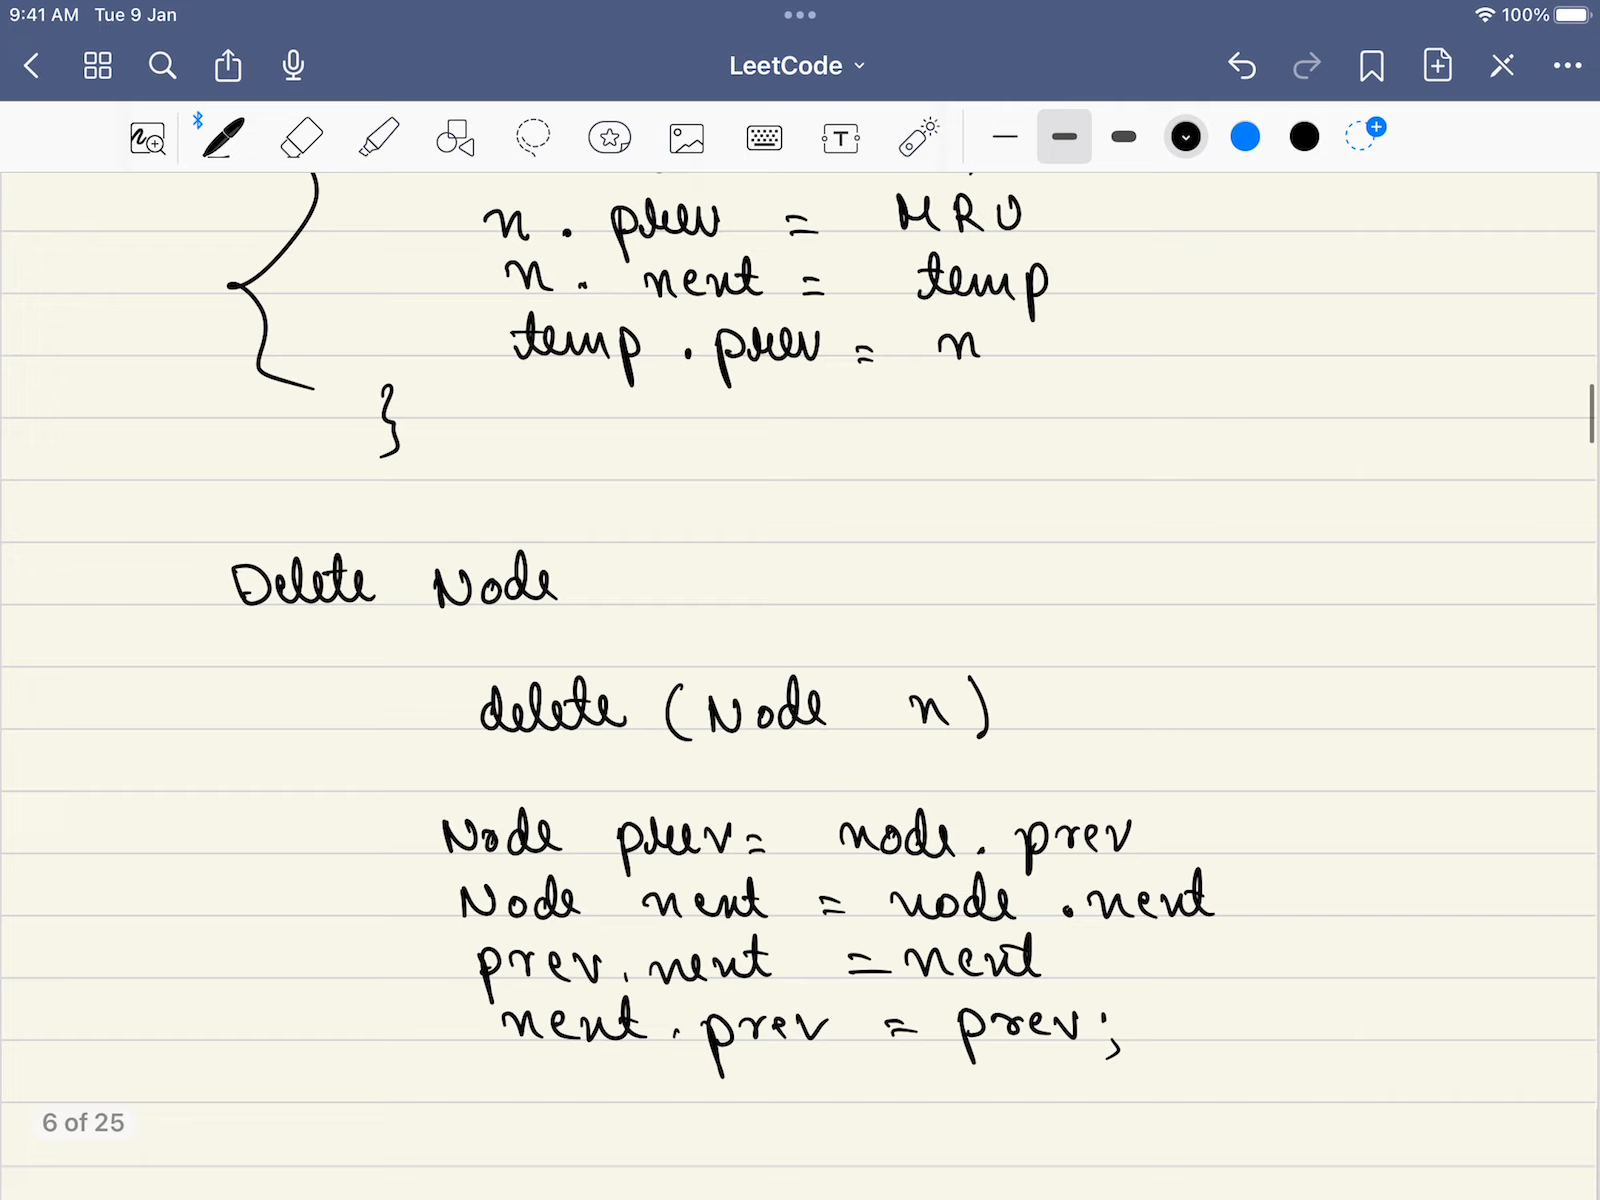 9:41 AM Tue 9 Jan
100%
LeetCode
n . prev = MRU
n . next = temp
temp . prev = n
}
Delete Node
delete (Node n)
Node prev = node . prev
Node next = node . next
prev . next = next
next . prev = prev ;
6 of 25